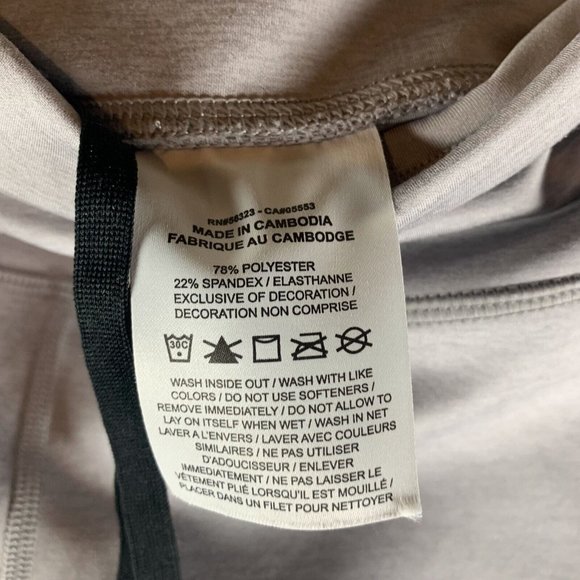 RN#56323 - CA#05553
MADE IN CAMBODIA
FABRIQUE AU CAMBODGE
78% POLYESTER
22% SPANDEX / ELASTHANNE
EXCLUSIVE OF DECORATION /
DECORATION NON COMPRISE
30C
WASH INSIDE OUT / WASH WITH LIKE
COLORS / DO NOT USE SOFTENERS /
REMOVE IMMEDIATELY / DO NOT ALLOW TO
LAY ON ITSELF WHEN WET / WASH IN NET
LAVER A L'ENVERS / LAVER AVEC COULEURS
SIMILAIRES / NE PAS UTILISER
D'ADOUCISSEUR / ENLEVER
IMMEDIATEMENT / NE PAS LAISSER LE
VÊTEMENT PLIÉ LORSQU'IL EST MOUILLÉ /
PLACER DANS UN FILET POUR NETTOYER